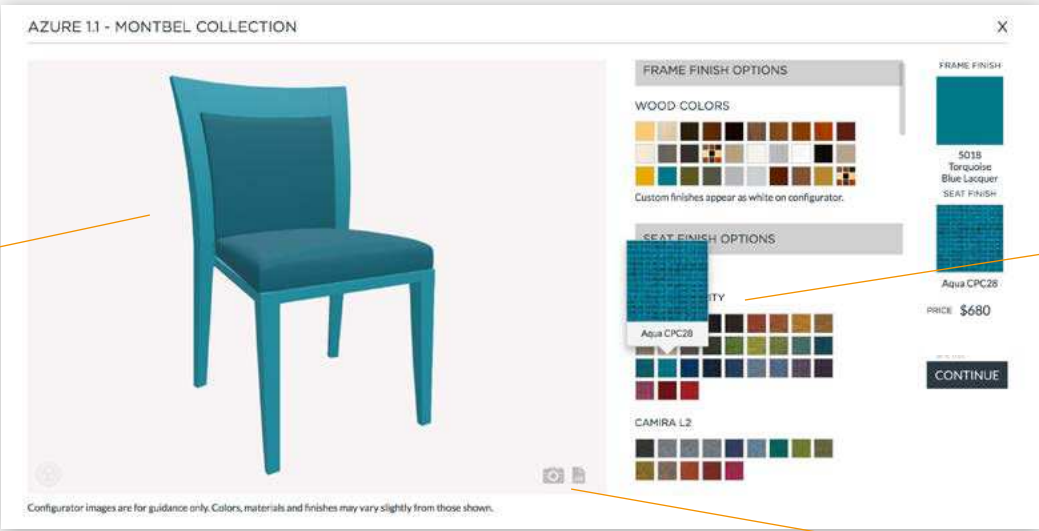 AZURE 1.1 - MONTBEL COLLECTION
X
FRAME FINISH OPTIONS
WOOD COLORS
Custom finishes appear as white on configurator.
SEAT FINISH OPTIONS
Aqua CPC28
CAMIRA L2
FRAME FINISH
5018
Torquoise
Blue Lacquer
SEAT FINISH
Aqua CPC28
PRICE $680
CONTINUE
Configurator images are for guidance only. Colors, materials and finishes may vary slightly from those shown.